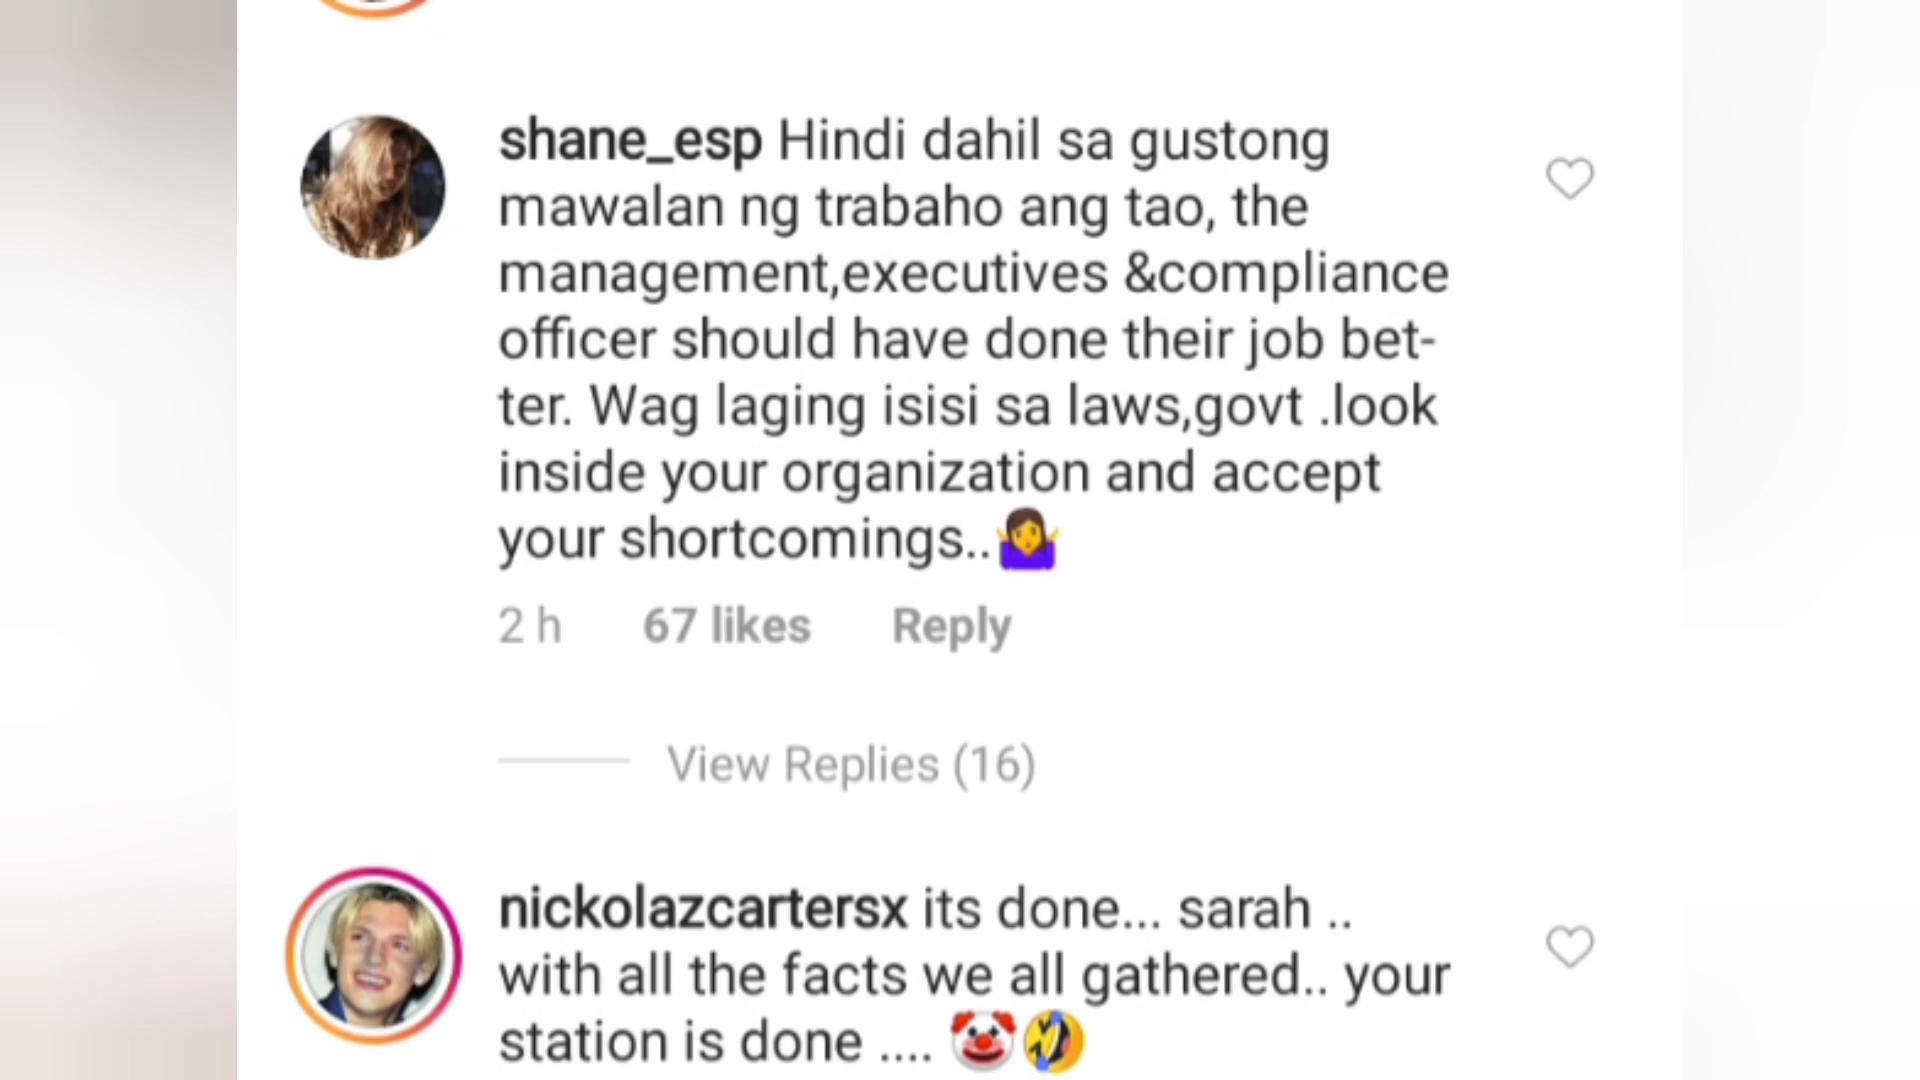 shane_esp Hindi dahil sa gustong
mawalan ng trabaho ang tao, the
management,executives &compliance
officer should have done their job bet-
ter. Wag laging isisi sa laws,govt .look
inside your organization and accept
your shortcomings..🤷‍♀️
2 h 67 likes Reply
View Replies (16)
nickolazcartersx its done... sarah ..
with all the facts we all gathered.. your
station is done .... 🤡🤣